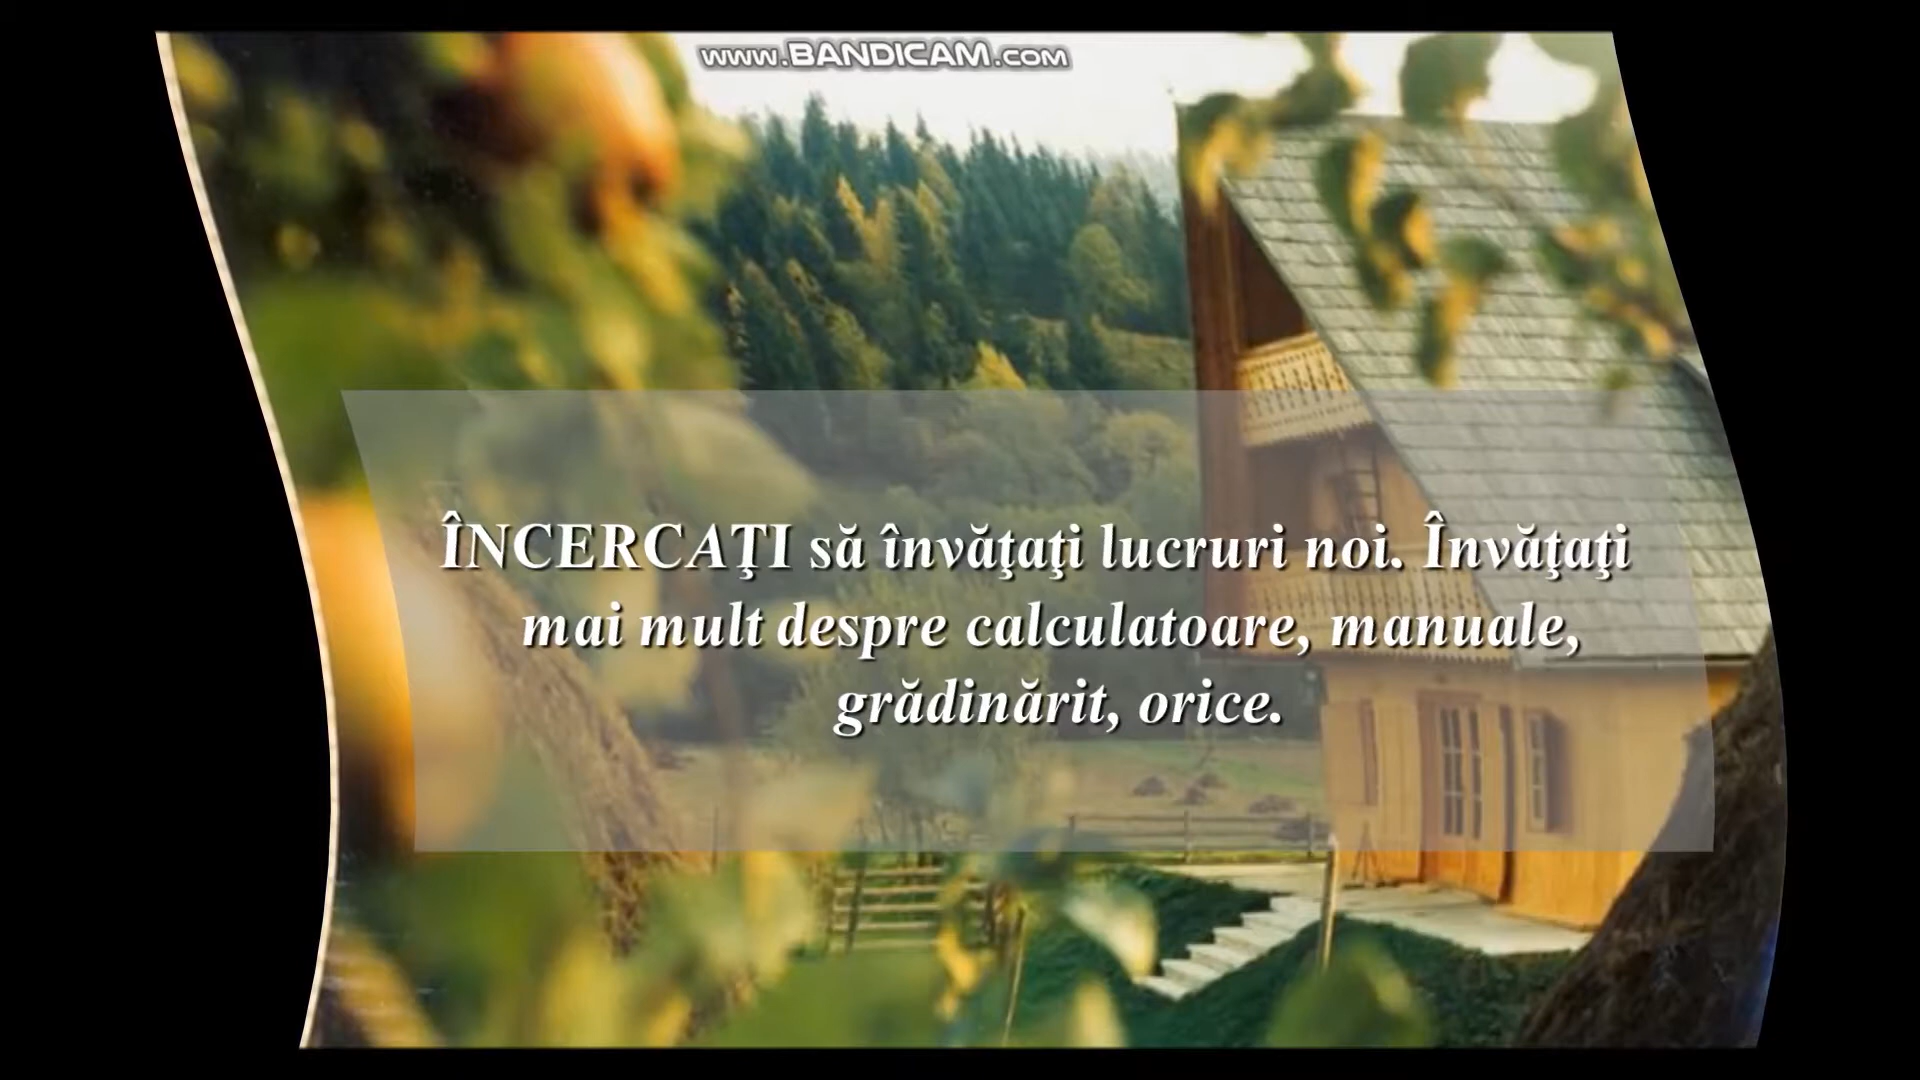 www.BANDICAM.com
ÎNCERCAŢI să învăţaţi lucruri noi. Învăţaţi
mai mult despre calculatoare, manuale,
grădinărit, orice.